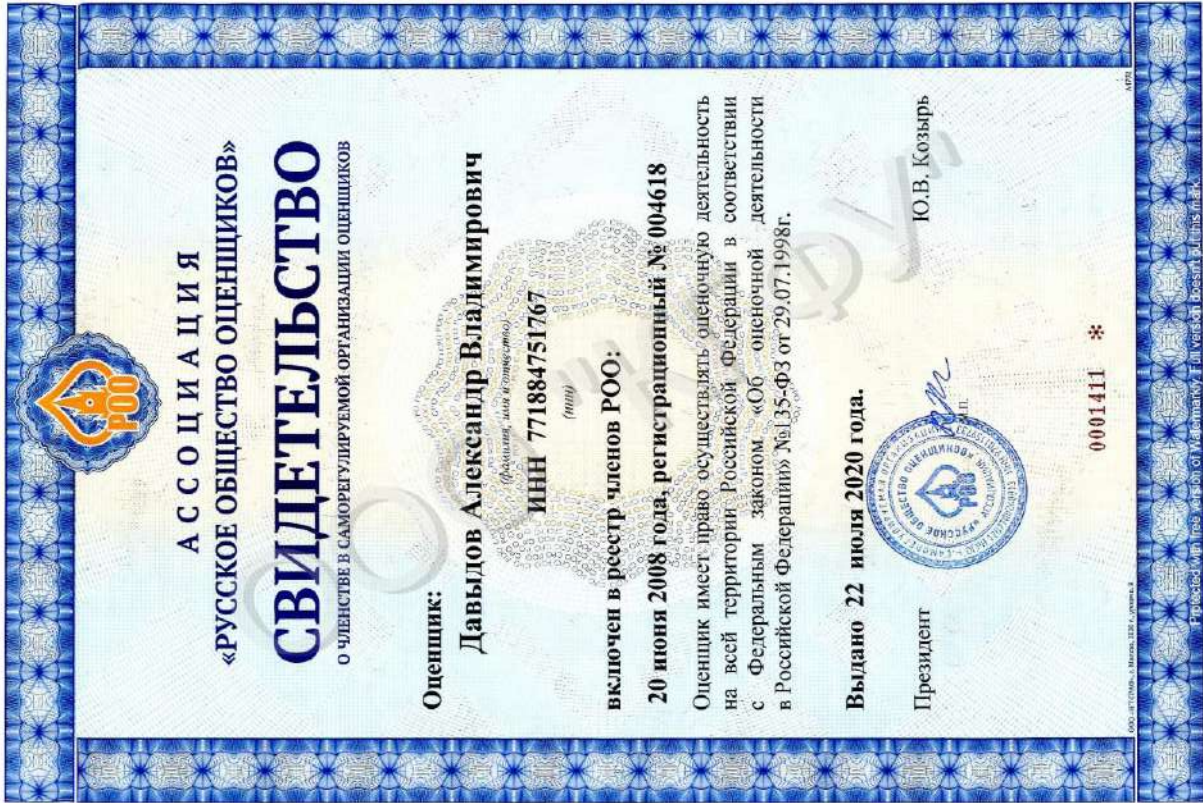 РОО
АССОЦИАЦИЯ
«РУССКОЕ ОБЩЕСТВО ОЦЕНЩИКОВ»
СВИДЕТЕЛЬСТВО
О ЧЛЕНСТВЕ В САМОРЕГУЛИРУЕМОЙ ОРГАНИЗАЦИИ ОЦЕНЩИКОВ
Оценщик:
Давыдов Александр Владимирович
(фамилия, имя и отчество)
ИНН 771884751767
(инн)
включен в реестр членов РОО:
20 июня 2008 года, регистрационный № 004618
Оценщик имеет право осуществлять оценочную деятельность
на всей территории Российской Федерации в соответствии
с Федеральным законом «Об оценочной деятельности
в Российской Федерации» №135-ФЗ от 29.07.1998г.
Выдано 22 июля 2020 года.
Президент
М.П.
Ю.В. Козырь
0001411 *